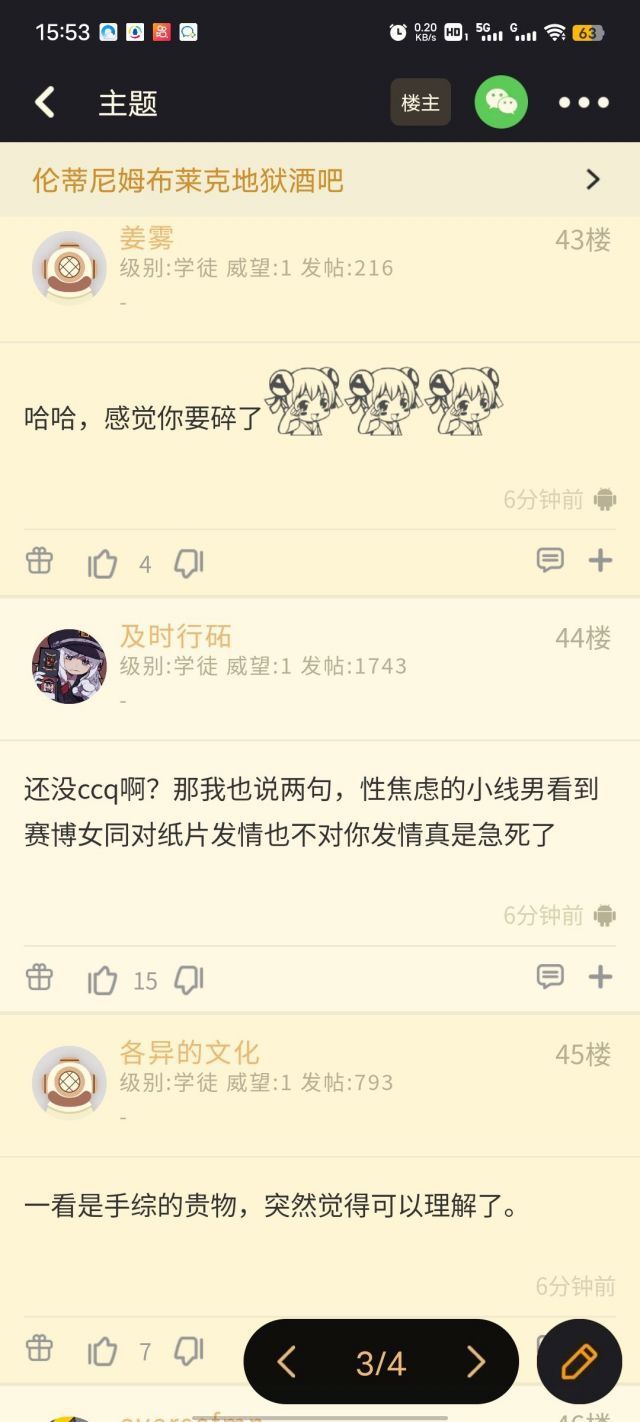 15:53
0.20
KB/s
HD1
5G
G
63
主题
楼主
伦蒂尼姆布莱克地狱酒吧
姜雾
43楼
级别:学徒 威望:1 发帖:216
-
哈哈，感觉你要碎了
6分钟前
4
及时行砳
44楼
级别:学徒 威望:1 发帖:1743
-
还没ccq啊？那我也说两句，性焦虑的小线男看到
赛博女同对纸片发情也不对你发情真是急死了
6分钟前
15
各异的文化
45楼
级别:学徒 威望:1 发帖:793
-
一看是手综的贵物，突然觉得可以理解了。
6分钟前
7
3/4
46楼